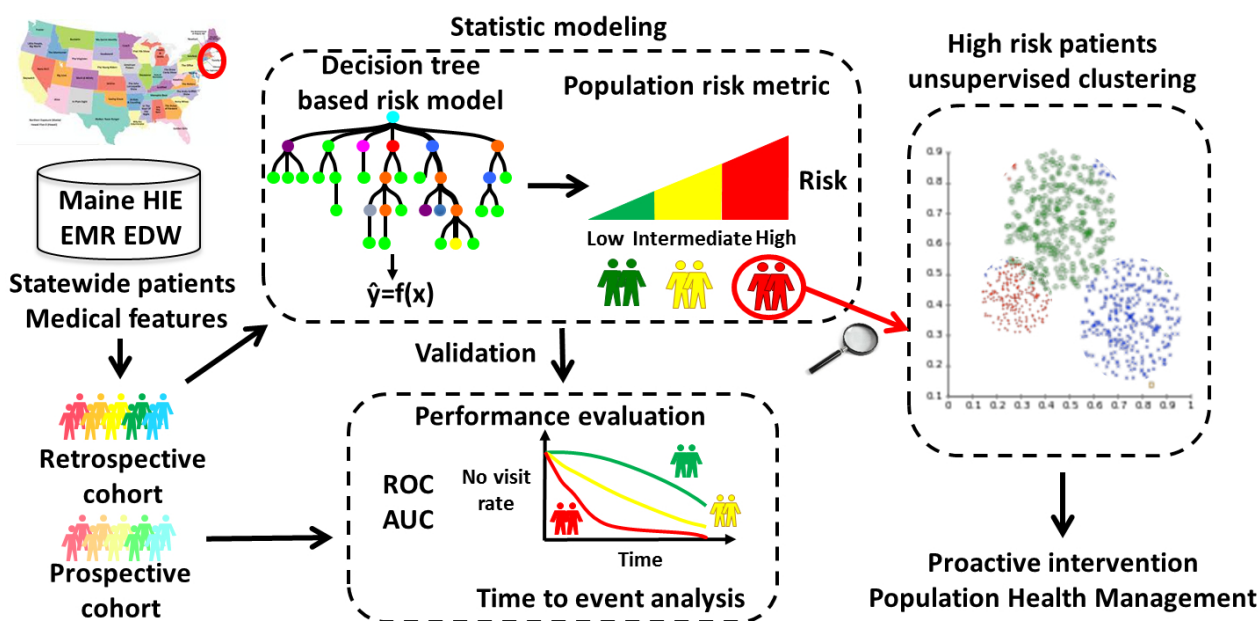 Statistic modeling
Decision tree
based risk model
Population risk metric
Risk
Low Intermediate High
ŷ=f(x)
High risk patients
unsupervised clustering
0.9
0.8
0.7
0.6
0.5
0.4
0.3
0.2
0.1
0 0.1 0.2 0.3 0.4 0.5 0.6 0.7 0.8 0.9 1
Maine HIE
EMR EDW
Statewide patients
Medical features
Retrospective
cohort
Prospective
cohort
Validation
Performance evaluation
ROC
AUC
No visit
rate
Time
Time to event analysis
Proactive intervention
Population Health Management